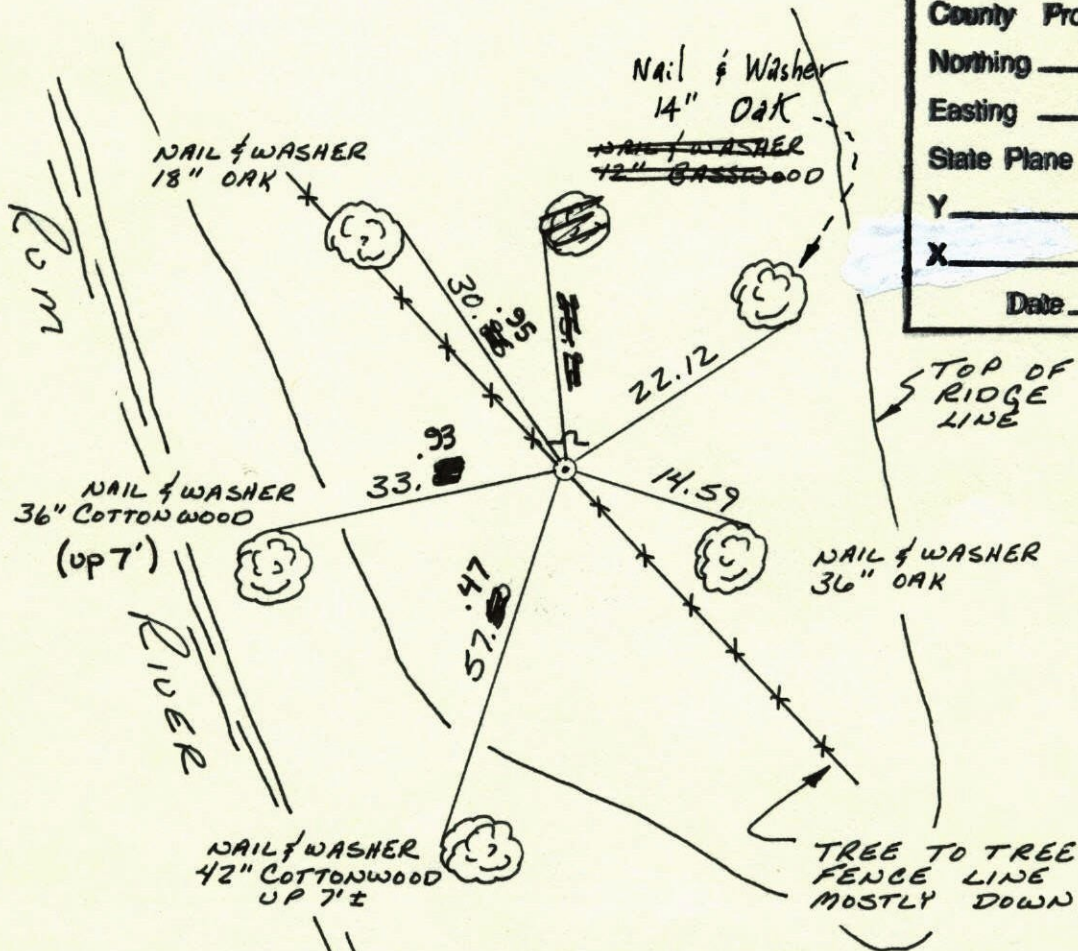 County Pro
Northing
Easting
State Plane
Y
X
Date
Nail & Washer
14" Oak
NAIL & WASHER
12" BASSWOOD
NAIL & WASHER
18" OAK
30. .95
22.12
TOP OF
RIDGE
LINE
33. .93
14.59
NAIL & WASHER
36" COTTONWOOD
(up 7')
NAIL & WASHER
36" OAK
57. .47
RIVER
NAIL & WASHER
42" COTTONWOOD
UP 7'±
TREE TO TREE
FENCE LINE
MOSTLY DOWN